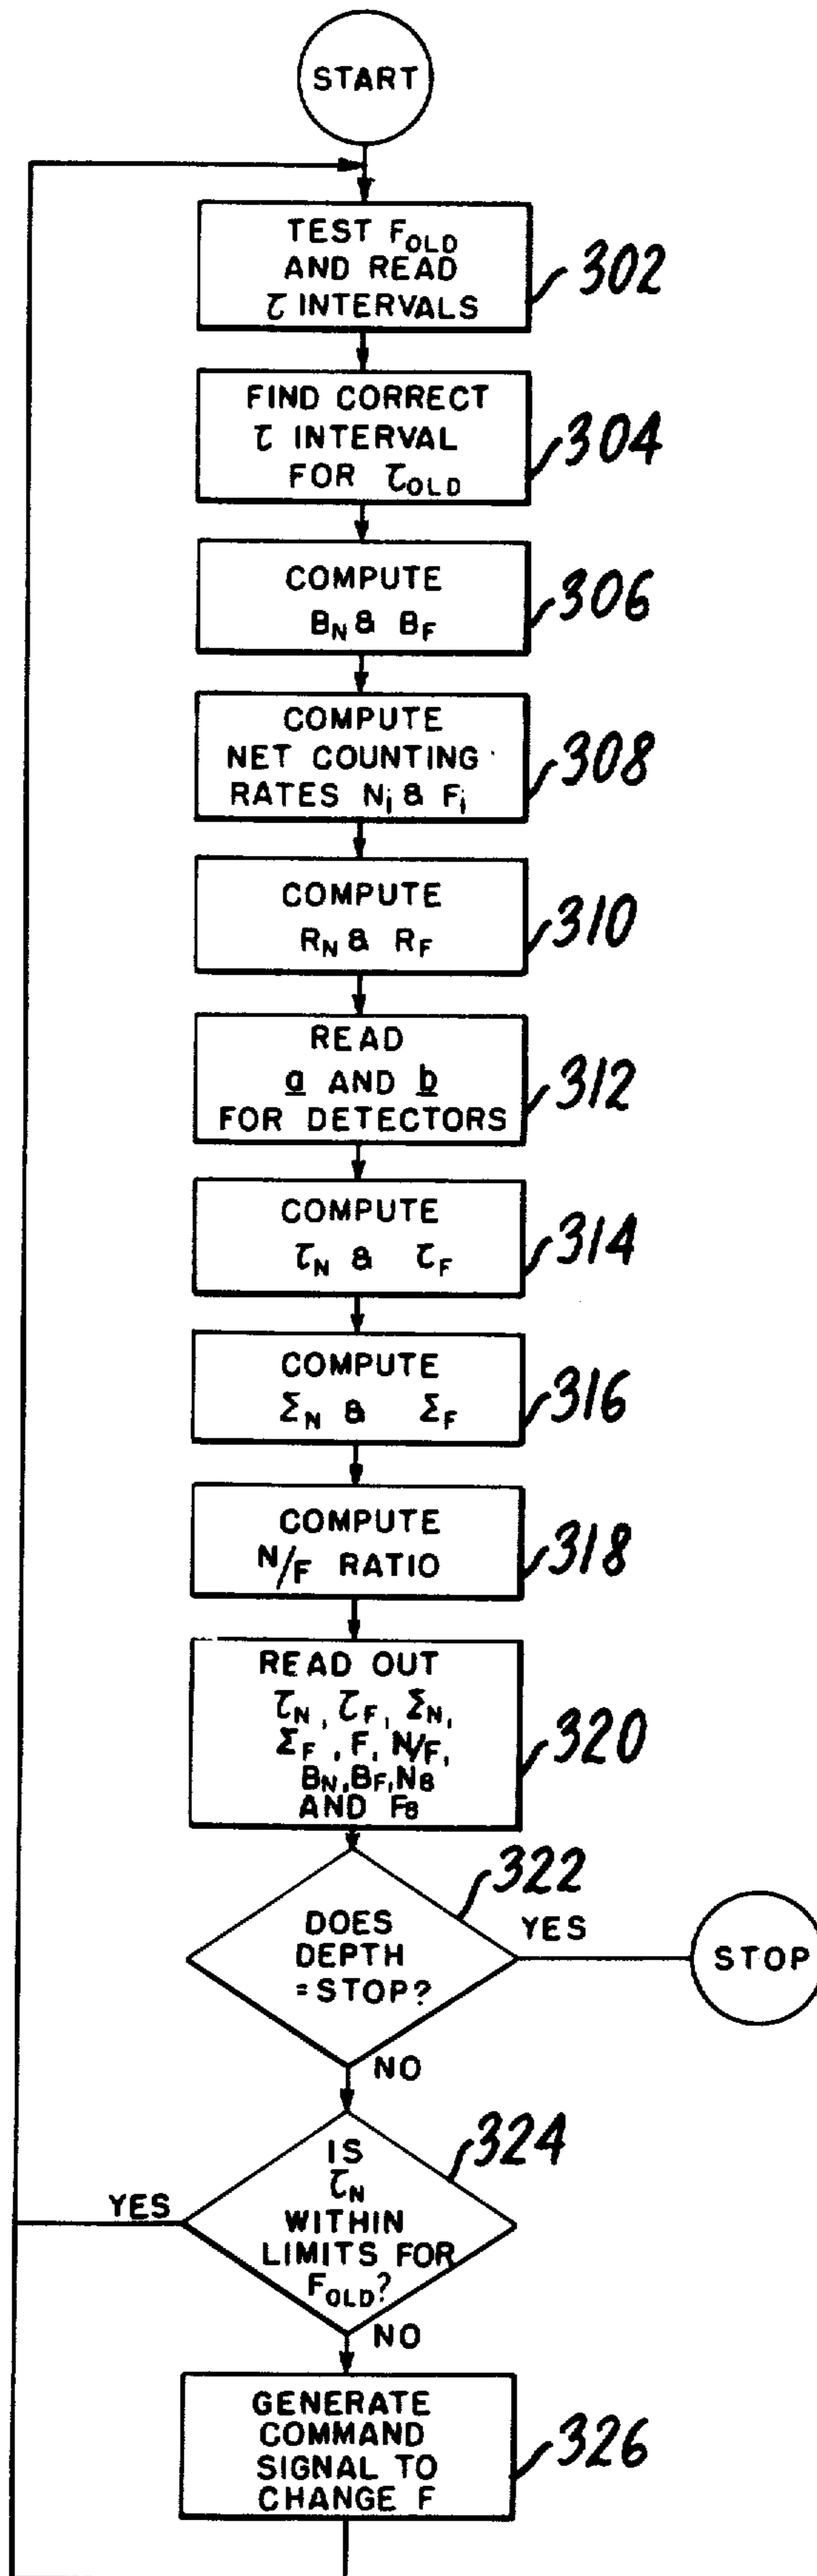 START
TEST F_OLD
AND READ
τ INTERVALS
302
FIND CORRECT
τ INTERVAL
FOR τ_OLD
304
COMPUTE
B_N & B_F
306
COMPUTE
NET COUNTING
RATES N_i & F_i
308
COMPUTE
R_N & R_F
310
READ
a AND b
FOR DETECTORS
312
COMPUTE
τ_N & τ_F
314
COMPUTE
Σ_N & Σ_F
316
COMPUTE
N/F RATIO
318
READ OUT
τ_N, τ_F, Σ_N,
Σ_F, F, N/F,
B_N, B_F, N_8
AND F_8
320
322
DOES
DEPTH
=STOP?
YES
STOP
NO
324
IS
τ_N
WITHIN
LIMITS FOR
F_OLD?
YES
NO
GENERATE
COMMAND
SIGNAL TO
CHANGE F
326